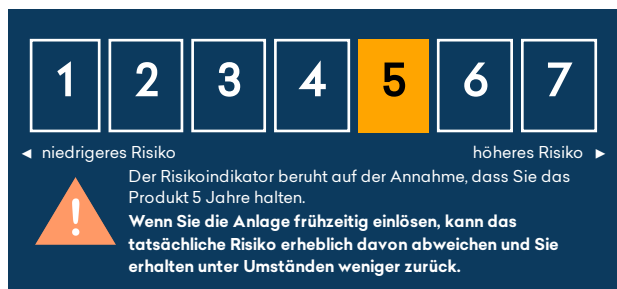 1 2 3 4 5 6 7
◄ niedrigeres Risiko höheres Risiko ►
Der Risikoindikator beruht auf der Annahme, dass Sie das
Produkt 5 Jahre halten.
Wenn Sie die Anlage frühzeitig einlösen, kann das
tatsächliche Risiko erheblich davon abweichen und Sie
erhalten unter Umständen weniger zurück.